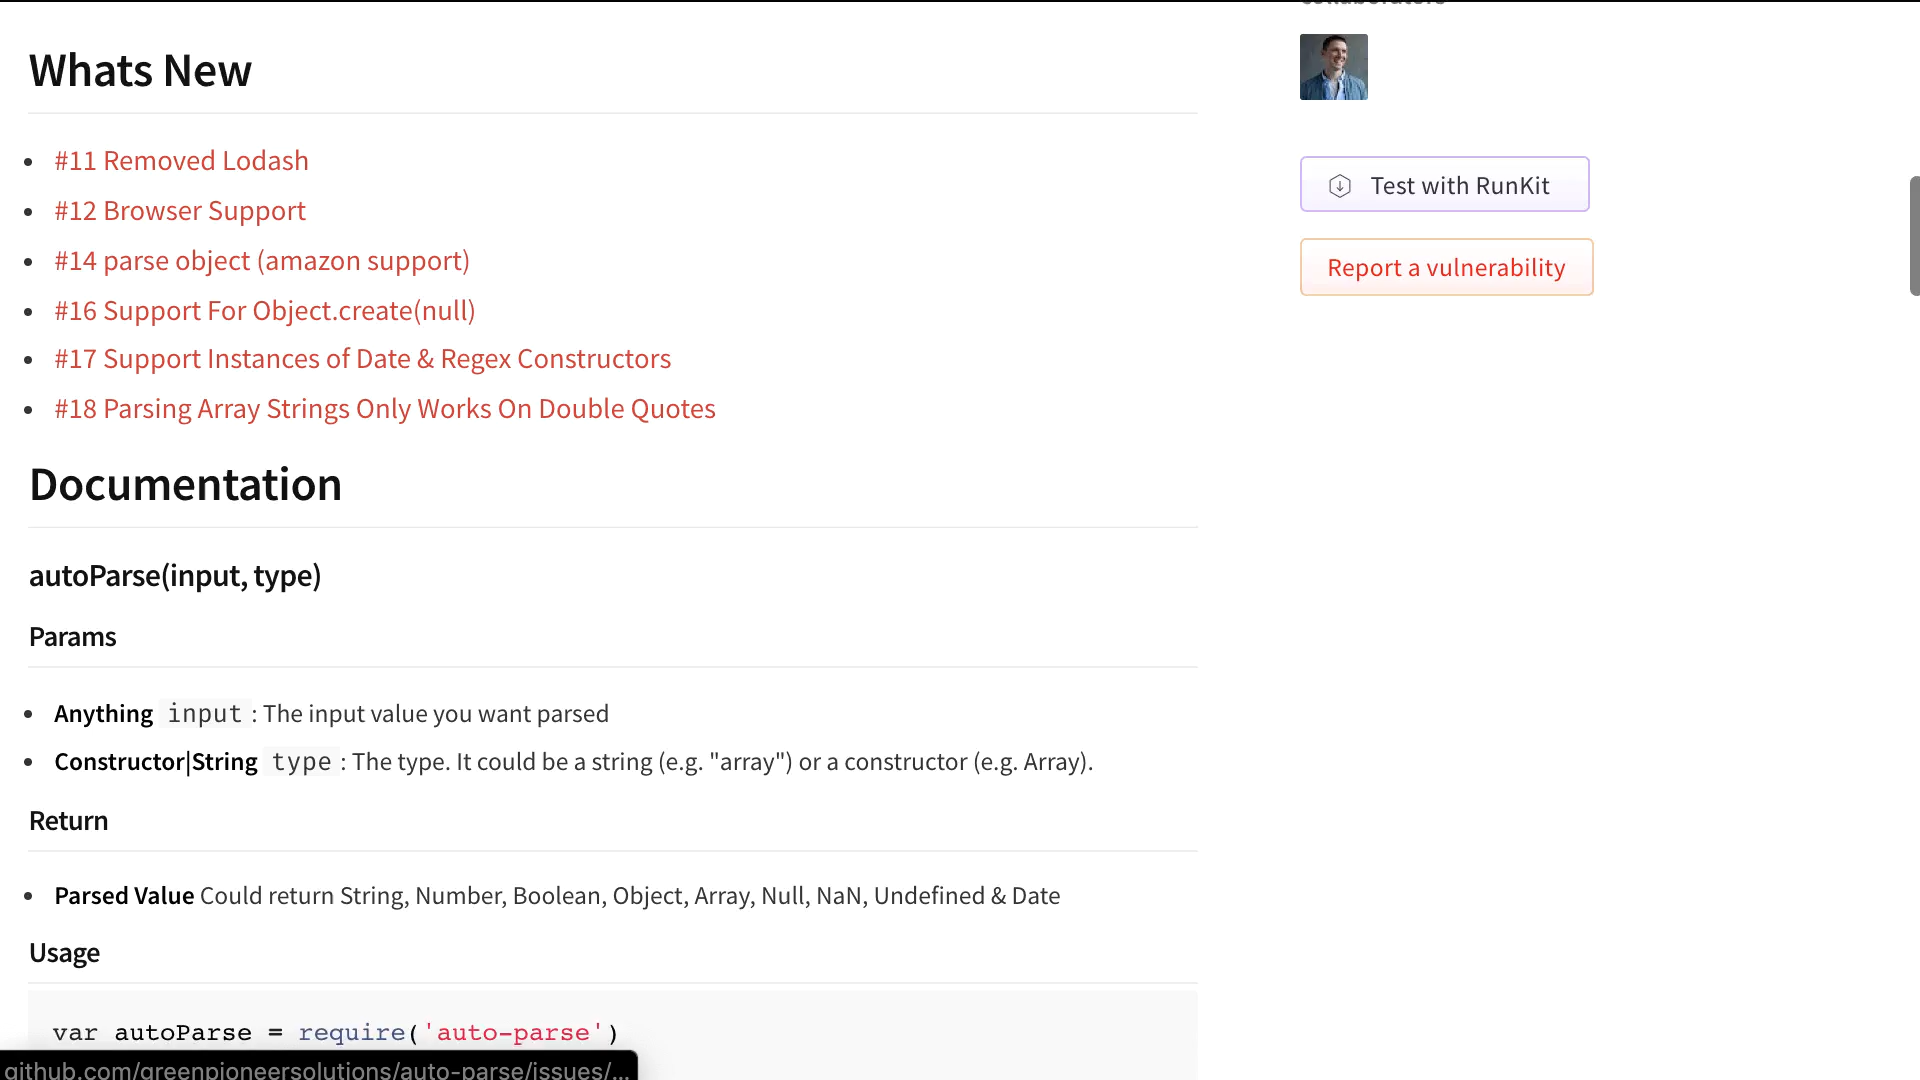 collaborators
Whats New
#11 Removed Lodash
#12 Browser Support
#14 parse object (amazon support)
#16 Support For Object.create(null)
#17 Support Instances of Date & Regex Constructors
#18 Parsing Array Strings Only Works On Double Quotes
Test with RunKit
Report a vulnerability
Documentation
autoParse(input, type)
Params
Anything input : The input value you want parsed
Constructor|String type : The type. It could be a string (e.g. "array") or a constructor (e.g. Array).
Return
Parsed Value Could return String, Number, Boolean, Object, Array, Null, NaN, Undefined & Date
Usage
var autoParse = require('auto-parse')
github.com/greenpioneersolutions/auto-parse/issues/...